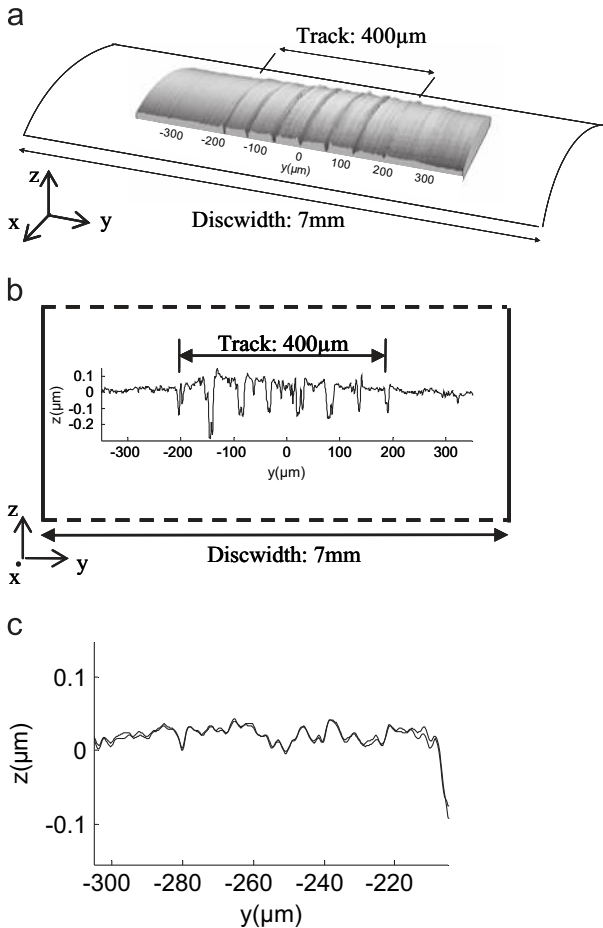 a
Track: 400μm
-300 -200 -100 0 100 200 300
y(μm)
z
x
y
Discwidth: 7mm
b
Track: 400μm
0.1
0
-0.1
-0.2
z(μm)
-300 -200 -100 0 100 200 300
y(μm)
z
x
y
Discwidth: 7mm
c
0.1
0
-0.1
z(μm)
-300 -280 -260 -240 -220
y(μm)